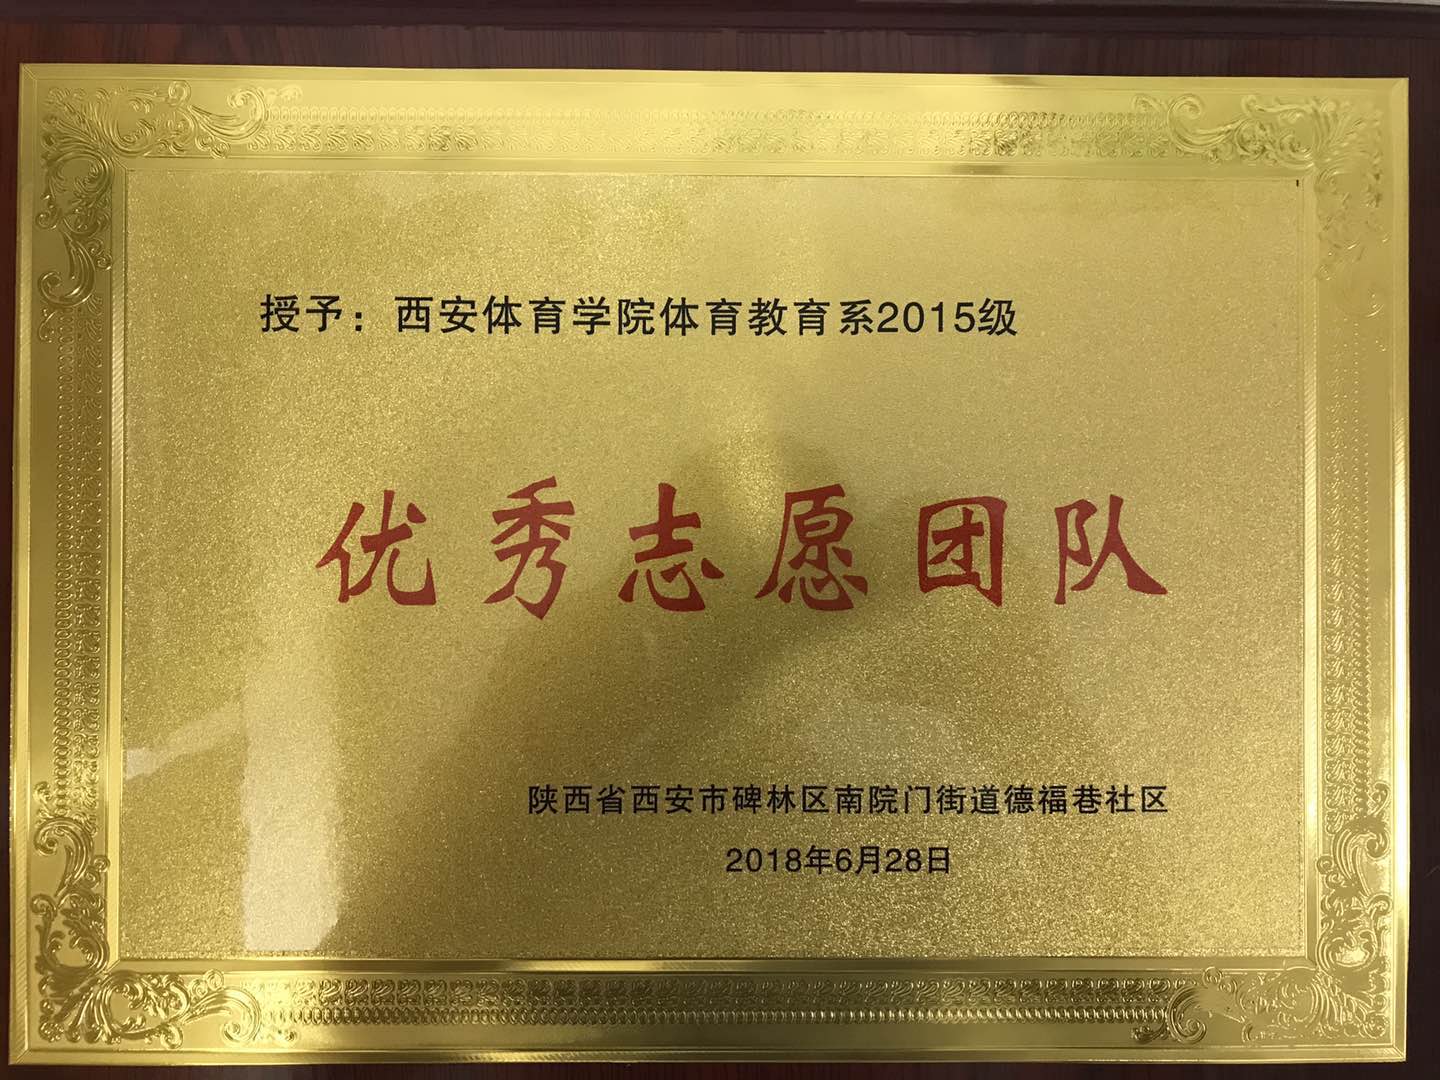 授予：西安体育学院体育教育系2015级
优秀志愿团队
陕西省西安市碑林区南院门街道德福巷社区
2018年6月28日